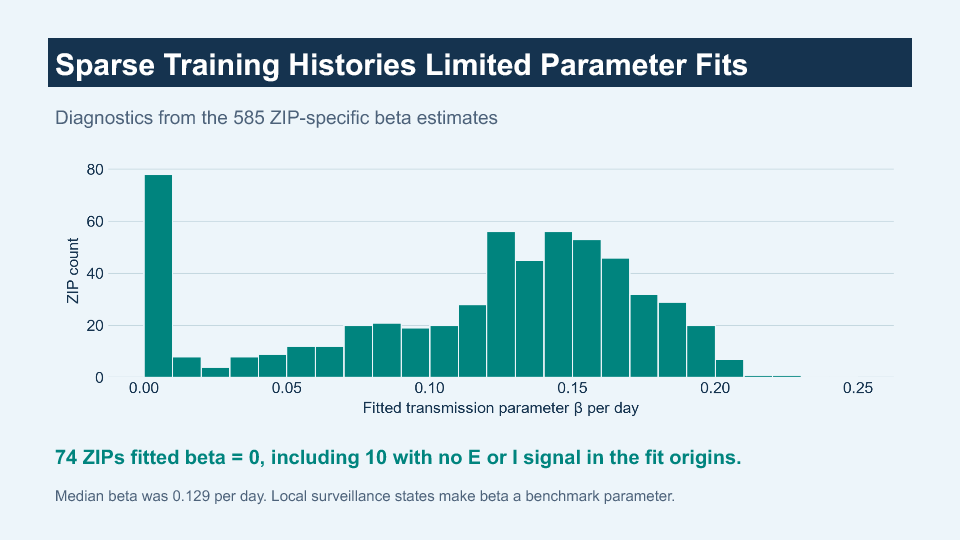 Sparse Training Histories Limited Parameter Fits
Diagnostics from the 585 ZIP-specific beta estimates
80
60
40
20
0
ZIP count
0.00 0.05 0.10 0.15 0.20 0.25
Fitted transmission parameter β per day
74 ZIPs fitted beta = 0, including 10 with no E or I signal in the fit origins.
Median beta was 0.129 per day. Local surveillance states make beta a benchmark parameter.